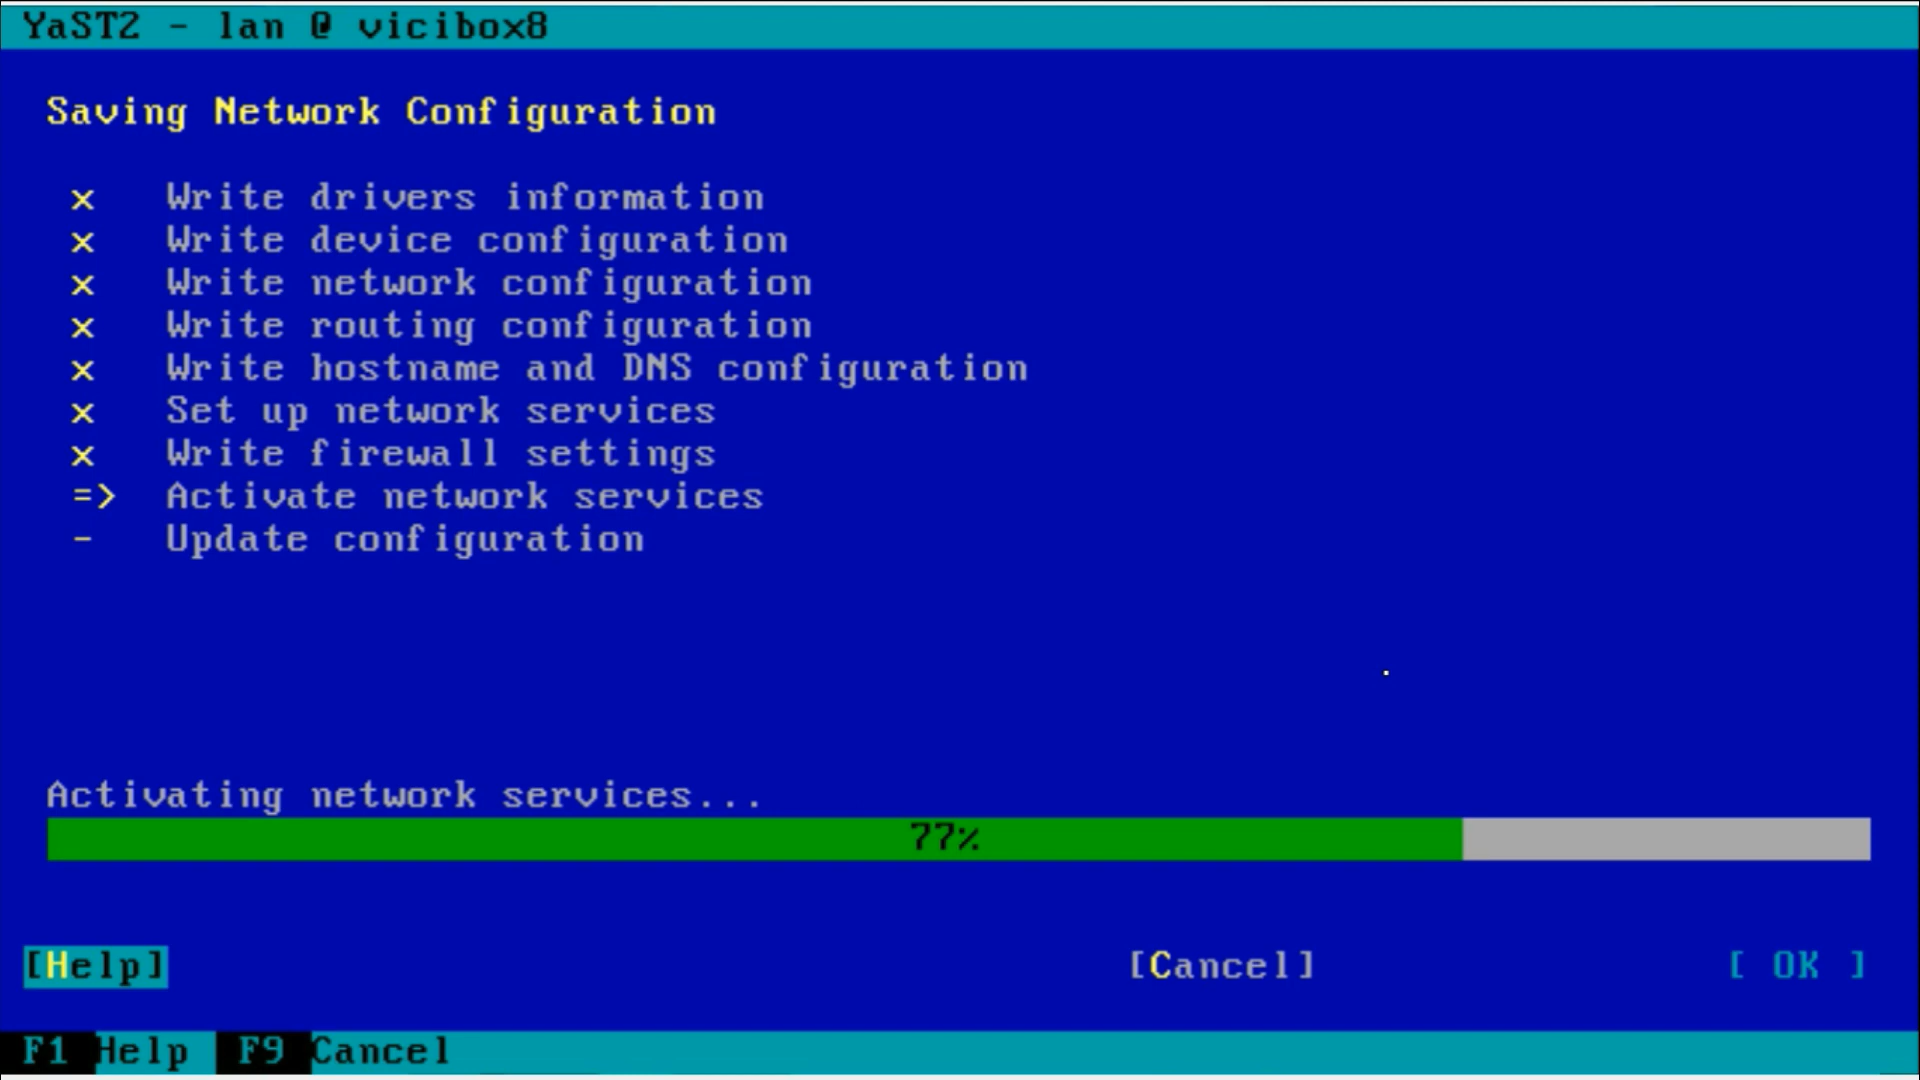 YaST2 - lan @ vicibox8
Saving Network Configuration
x Write drivers information
x Write device configuration
x Write network configuration
x Write routing configuration
x Write hostname and DNS configuration
x Set up network services
x Write firewall settings
=> Activate network services
- Update configuration
Activating network services...
77%
[Help] [Cancel] [ OK ]
F1 Help F9 Cancel